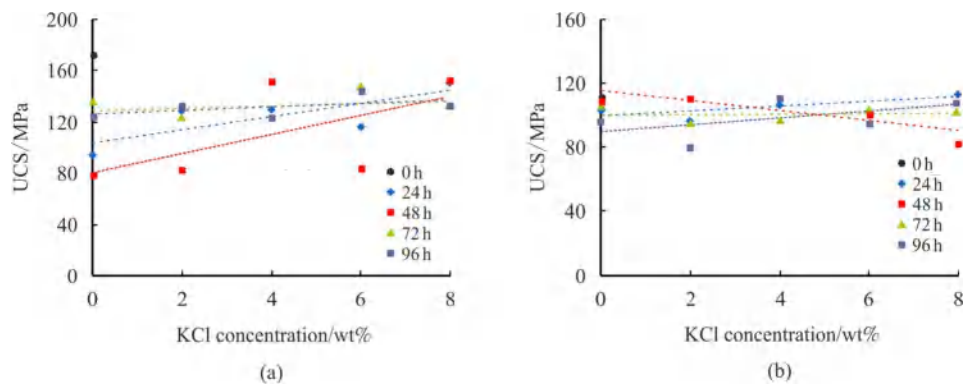 200
160
120
80
40
0
UCS/MPa
0 h
24 h
48 h
72 h
96 h
0 2 4 6 8
KCl concentration/wt%
(a)
160
120
80
40
0
UCS/MPa
0 h
24 h
48 h
72 h
96 h
0 2 4 6 8
KCl concentration/wt%
(b)